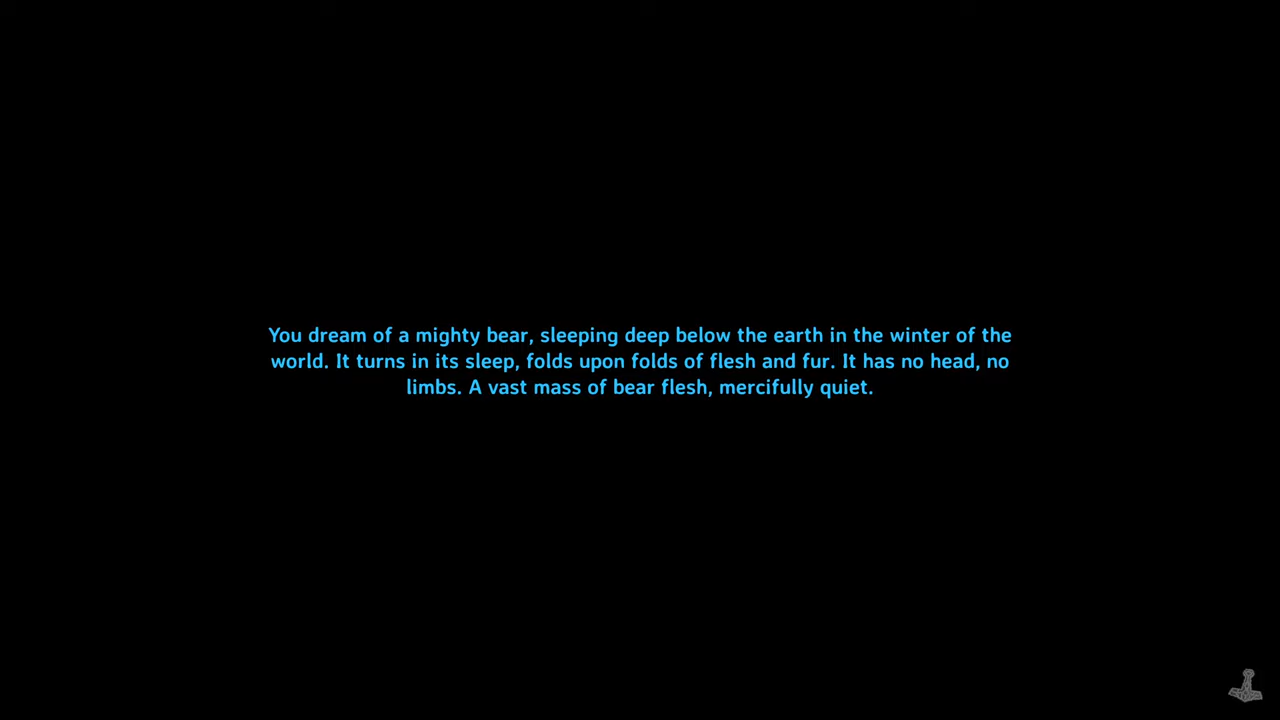 You dream of a mighty bear, sleeping deep below the earth in the winter of the
world. It turns in its sleep, folds upon folds of flesh and fur. It has no head, no
limbs. A vast mass of bear flesh, mercifully quiet.